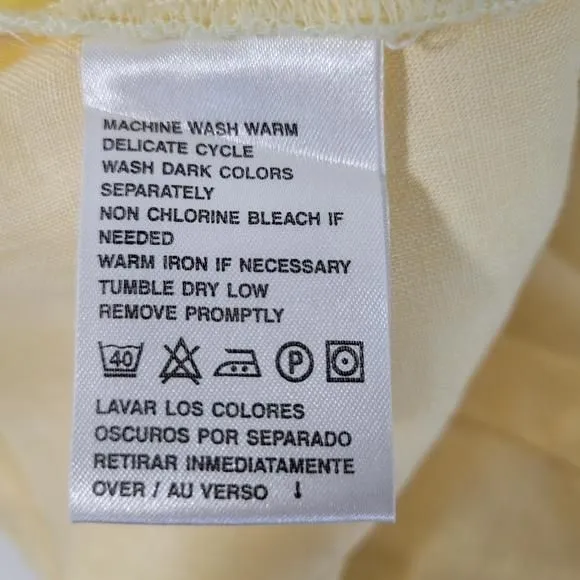 MACHINE WASH WARM
DELICATE CYCLE
WASH DARK COLORS
SEPARATELY
NON CHLORINE BLEACH IF
NEEDED
WARM IRON IF NECESSARY
TUMBLE DRY LOW
REMOVE PROMPTLY
40 P
LAVAR LOS COLORES
OSCUROS POR SEPARADO
RETIRAR INMEDIATAMENTE
OVER / AU VERSO